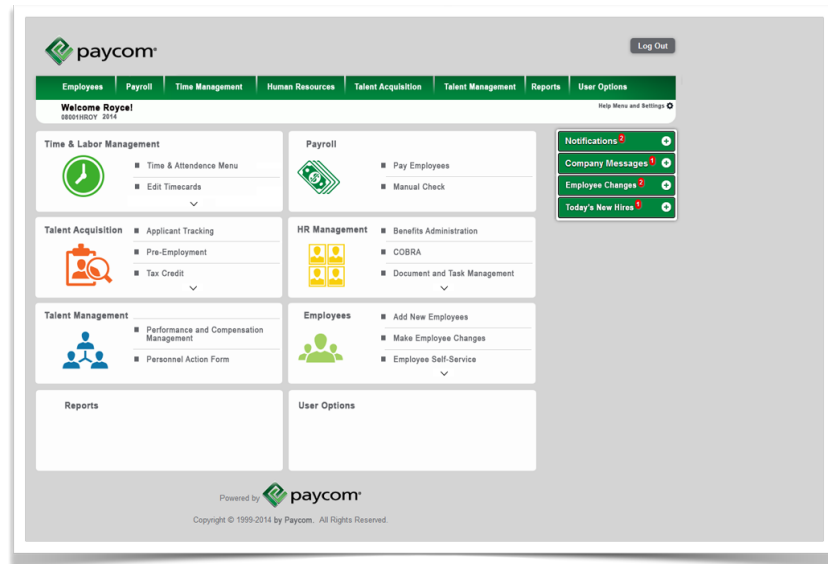 paycom
Log Out
Employees Payroll Time Management Human Resources Talent Acquisition Talent Management Reports User Options
Welcome Royce!
08001HROY 2014
Help Menu and Settings
Time & Labor Management
Time & Attendence Menu
Edit Timecards
Payroll
Pay Employees
Manual Check
Notifications 2
Company Messages 1
Employee Changes 2
Today's New Hires 1
Talent Acquisition
Applicant Tracking
Pre-Employment
Tax Credit
HR Management
Benefits Administration
COBRA
Document and Task Management
Talent Management
Performance and Compensation
Management
Personnel Action Form
Employees
Add New Employees
Make Employee Changes
Employee Self-Service
Reports
User Options
Powered by paycom
Copyright © 1999-2014 by Paycom. All Rights Reserved.